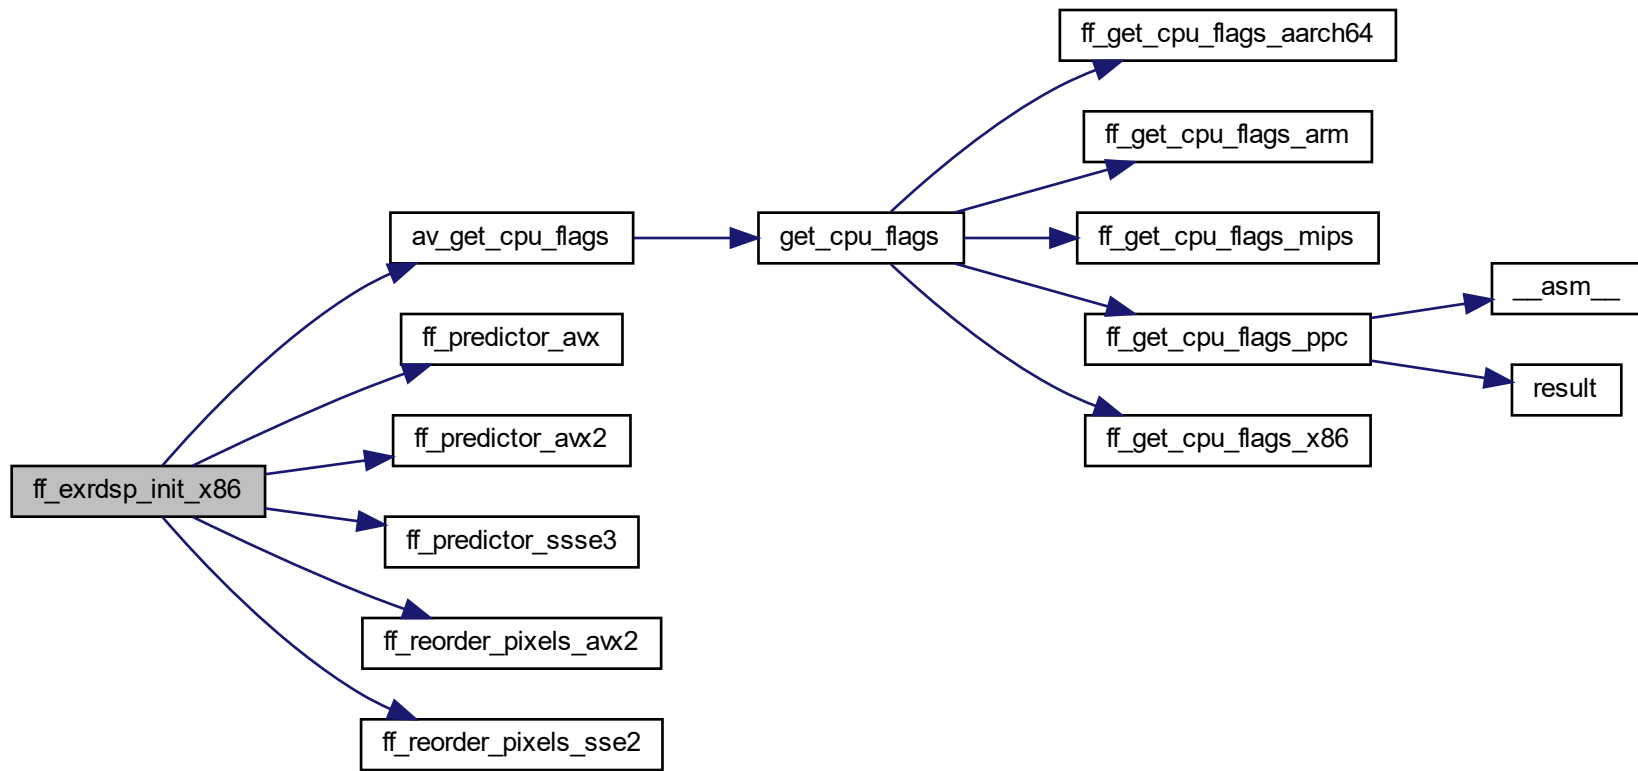 ff_exrdsp_init_x86
av_get_cpu_flags
ff_predictor_avx
ff_predictor_avx2
ff_predictor_ssse3
ff_reorder_pixels_avx2
ff_reorder_pixels_sse2
get_cpu_flags
ff_get_cpu_flags_aarch64
ff_get_cpu_flags_arm
ff_get_cpu_flags_mips
ff_get_cpu_flags_ppc
ff_get_cpu_flags_x86
__asm__
result